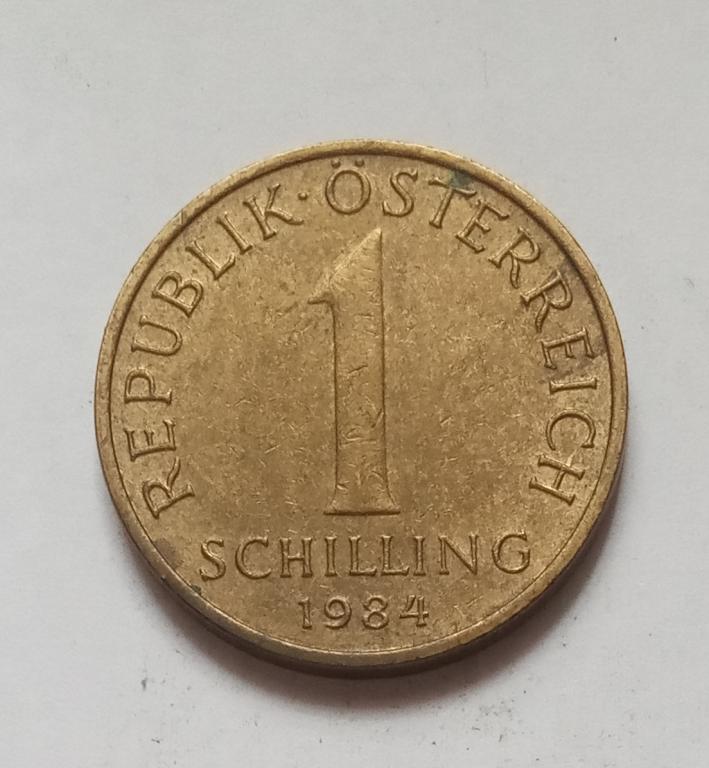 REPUBLIK·ÖSTERREICH
1
SCHILLING
1984